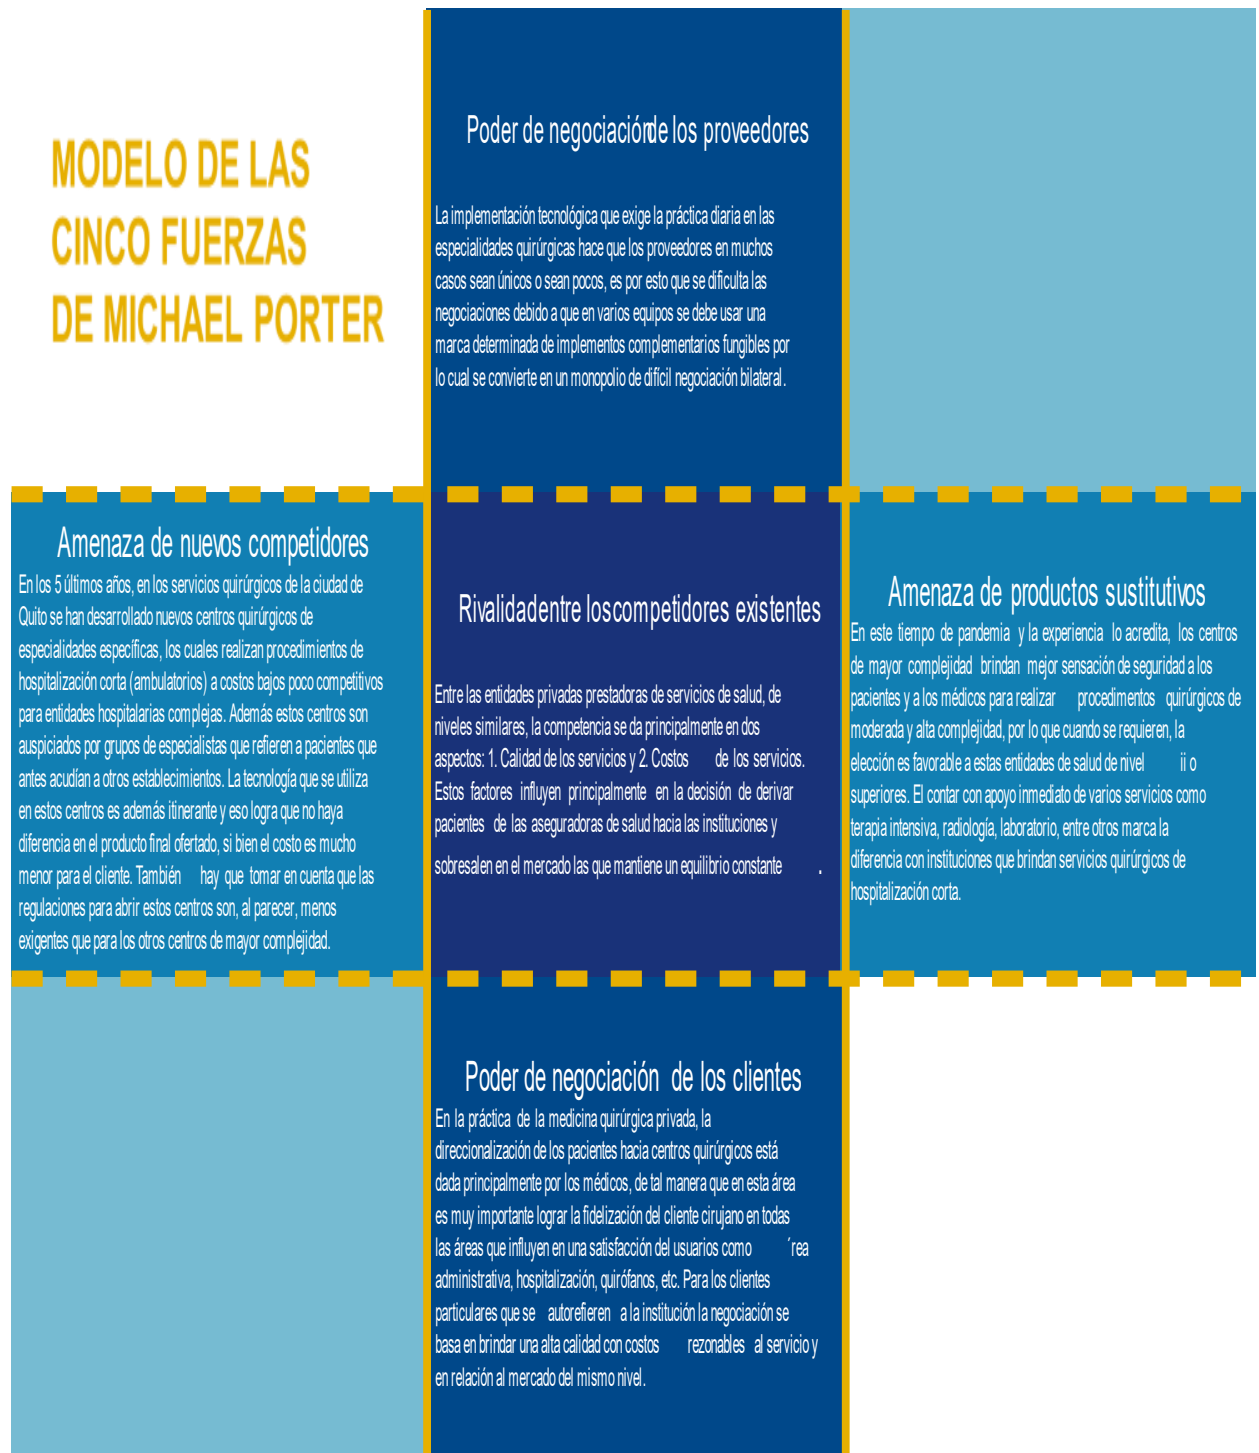 MODELO DE LAS
CINCO FUERZAS
DE MICHAEL PORTER
Poder de negociación de los proveedores
La implementación tecnológica que exige la práctica diaria en las
especialidades quirúrgicas hace que los proveedores en muchos
casos sean únicos o sean pocos, es por esto que se dificulta las
negociaciones debido a que en varios equipos se debe usar una
marca determinada de implementos complementarios fungibles por
lo cual se convierte en un monopolio de difícil negociación bilateral.
Amenaza de nuevos competidores
En los 5 últimos años, en los servicios quirúrgicos de la ciudad de
Quito se han desarrollado nuevos centros quirúrgicos de
especialidades específicas, los cuales realizan procedimientos de
hospitalización corta (ambulatorios) a costos bajos poco competitivos
para entidades hospitalarias complejas. Además estos centros son
auspiciados por grupos de especialistas que refieren a pacientes que
antes acudían a otros establecimientos. La tecnología que se utiliza
en estos centros es además itinerante y eso logra que no haya
diferencia en el producto final ofertado, si bien el costo es mucho
menor para el cliente. También hay que tomar en cuenta que las
regulaciones para abrir estos centros son, al parecer, menos
exigentes que para los otros centros de mayor complejidad.
Rivalidad entre los competidores existentes
Entre las entidades privadas prestadoras de servicios de salud, de
niveles similares, la competencia se da principalmente en dos
aspectos: 1. Calidad de los servicios y 2. Costos de los servicios.
Estos factores influyen principalmente en la decisión de derivar
pacientes de las aseguradoras de salud hacia las instituciones y
sobresalen en el mercado las que mantiene un equilibrio constante .
Amenaza de productos sustitutivos
En este tiempo de pandemia y la experiencia lo acredita, los centros
de mayor complejidad brindan mejor sensación de seguridad a los
pacientes y a los médicos para realizar procedimentos quirúrgicos de
moderada y alta complejidad, por lo que cuando se requieren, la
elección es favorable a estas entidades de salud de nivel ii o
superiores. El contar con apoyo inmediato de varios servicios como
terapia intensiva, radiología, laboratorio, entre otros marca la
diferencia con instituciones que brindan servicios quirúrgicos de
hospitalización corta.
Poder de negociación de los clientes
En la práctica de la medicina quirúrgica privada, la
direccionalización de los pacientes hacia centros quirúrgicos está
dada principalmente por los médicos, de tal manera que en esta área
es muy importante lograr la fidelización del cliente cirujano en todas
las áreas que influyen en una satisfacción del usuarios como ´rea
administrativa, hospitalización, quirófanos, etc. Para los clientes
particulares que se autorefieren a la institución la negociación se
basa en brindar una alta calidad con costos rezonables al servicio y
en relación al mercado del mismo nivel.